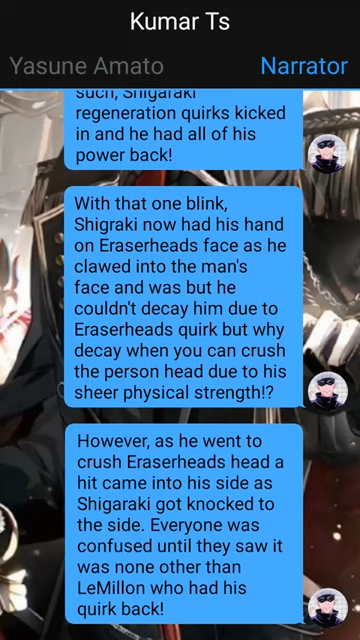 Kumar Ts
Yasune Amato
Narrator
such, Shigaraki
regeneration quirks kicked
in and he had all of his
power back!
With that one blink,
Shigraki now had his hand
on Eraserheads face as he
clawed into the man's
face and was but he
couldn't decay him due to
Eraserheads quirk but why
decay when you can crush
the person head due to his
sheer physical strength!?
However, as he went to
crush Eraserheads head a
hit came into his side as
Shigaraki got knocked to
the side. Everyone was
confused until they saw it
was none other than
LeMillon who had his
quirk back!